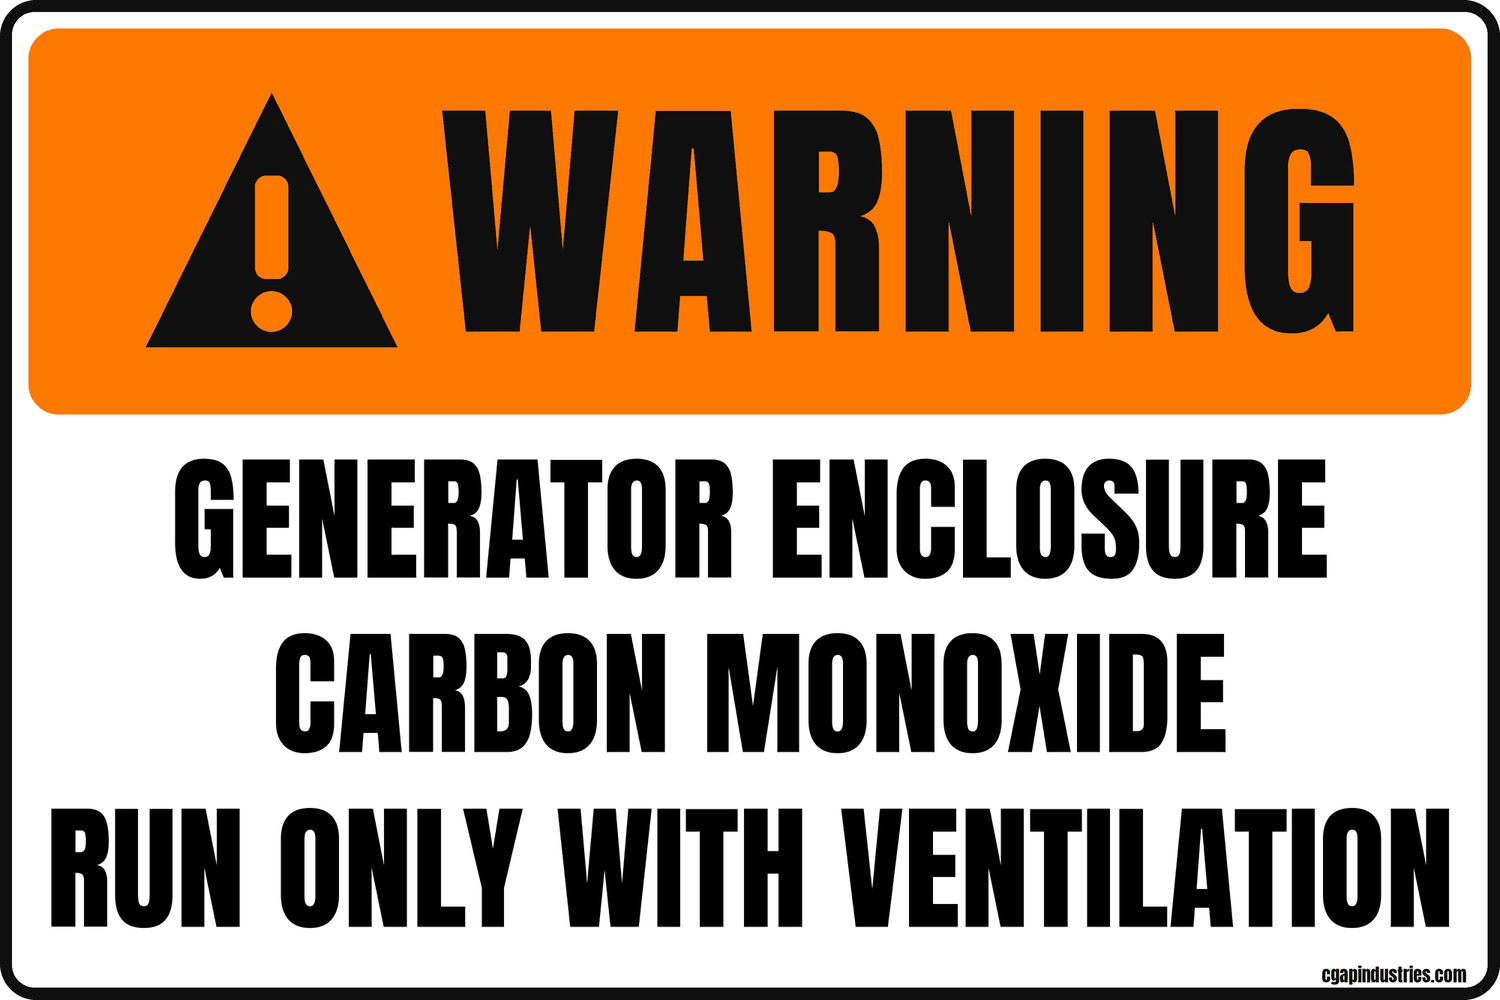 WARNING
GENERATOR ENCLOSURE
CARBON MONOXIDE
RUN ONLY WITH VENTILATION
cgapindustries.com